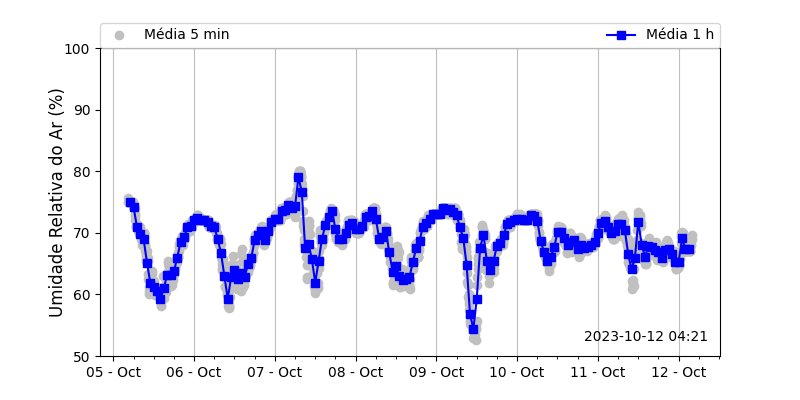 Média 5 min
Média 1 h
Umidade Relativa do Ar (%)
100
90
80
70
60
50
2023-10-12 04:21
05 - Oct
06 - Oct
07 - Oct
08 - Oct
09 - Oct
10 - Oct
11 - Oct
12 - Oct